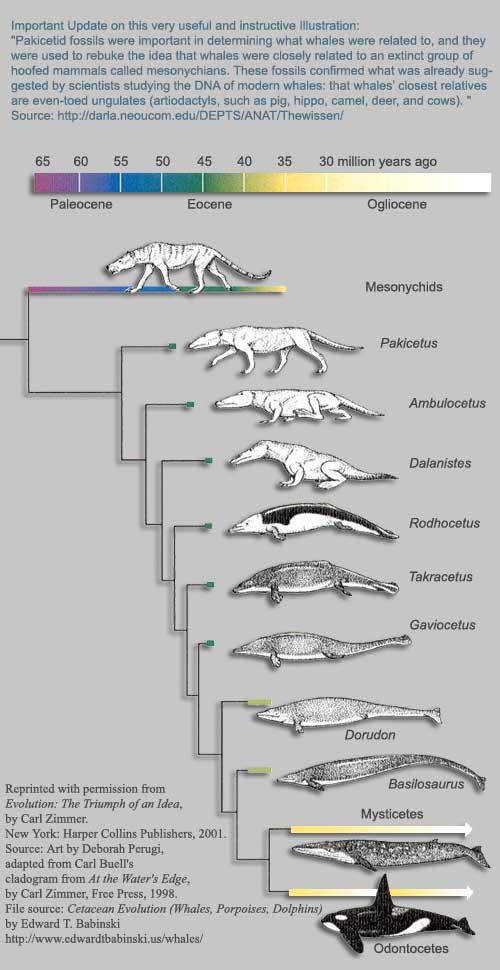 Important Update on this very useful and instructive Illustration:
"Pakicetid fossils were important in determining what whales were related to, and they
were used to rebuke the idea that whales were closely related to an extinct group of
hoofed mammals called mesonychians. These fossils confirmed what was already sug-
gested by scientists studying the DNA of modern whales: that whales' closest relatives
are even-toed ungulates (artiodactyls, such as pig, hippo, camel, deer, and cows). "
Source: http://darla.neoucom.edu/DEPTS/ANAT/Thewissen/
65 60 55 50 45 40 35 30 million years ago
Paleocene Eocene Ogliocene
Mesonychids
Pakicetus
Ambulocetus
Dalanistes
Rodhocetus
Takracetus
Gaviocetus
Dorudon
Basilosaurus
Mysticetes
Odontocetes
Reprinted with permission from
Evolution: The Triumph of an Idea,
by Carl Zimmer.
New York: Harper Collins Publishers, 2001.
Source: Art by Deborah Perugi,
adapted from Carl Buell's
cladogram from At the Water's Edge,
by Carl Zimmer, Free Press, 1998.
File source: Cetacean Evolution (Whales, Porpoises, Dolphins)
by Edward T. Babinski
http://www.edwardtbabinski.us/whales/